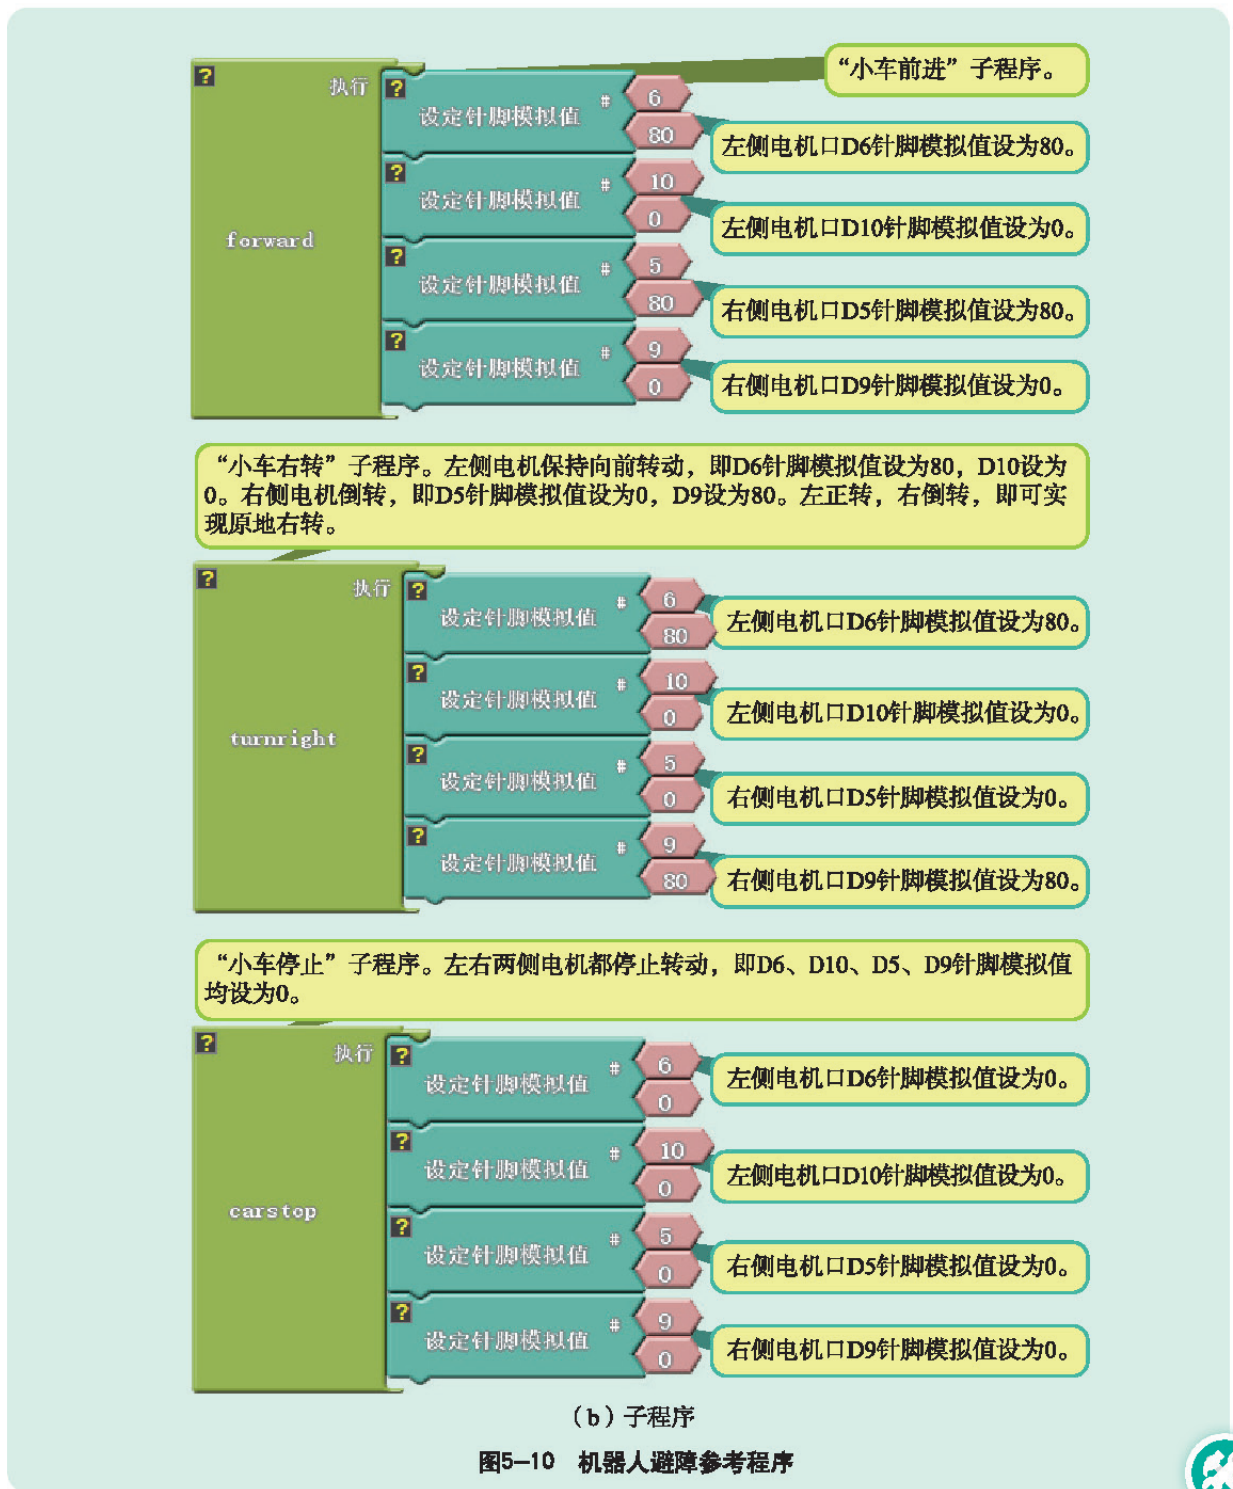 “小车前进”子程序。
?
执行
forward
?
设定针脚模拟值
#
6
80
左侧电机口D6针脚模拟值设为80。
?
设定针脚模拟值
#
10
0
左侧电机口D10针脚模拟值设为0。
?
设定针脚模拟值
#
5
80
右侧电机口D5针脚模拟值设为80。
?
设定针脚模拟值
#
9
0
右侧电机口D9针脚模拟值设为0。
“小车右转”子程序。左侧电机保持向前转动，即D6针脚模拟值设为80，D10设为
0。右侧电机倒转，即D5针脚模拟值设为0，D9设为80。左正转，右倒转，即可实
现原地右转。
?
执行
turnright
?
设定针脚模拟值
#
6
80
左侧电机口D6针脚模拟值设为80。
?
设定针脚模拟值
#
10
0
左侧电机口D10针脚模拟值设为0。
?
设定针脚模拟值
#
5
0
右侧电机口D5针脚模拟值设为0。
?
设定针脚模拟值
#
9
80
右侧电机口D9针脚模拟值设为80。
“小车停止”子程序。左右两侧电机都停止转动，即D6、D10、D5、D9针脚模拟值
均设为0。
?
执行
carstop
?
设定针脚模拟值
#
6
0
左侧电机口D6针脚模拟值设为0。
?
设定针脚模拟值
#
10
0
左侧电机口D10针脚模拟值设为0。
?
设定针脚模拟值
#
5
0
右侧电机口D5针脚模拟值设为0。
?
设定针脚模拟值
#
9
0
右侧电机口D9针脚模拟值设为0。
（b）子程序
图5—10 机器人避障参考程序